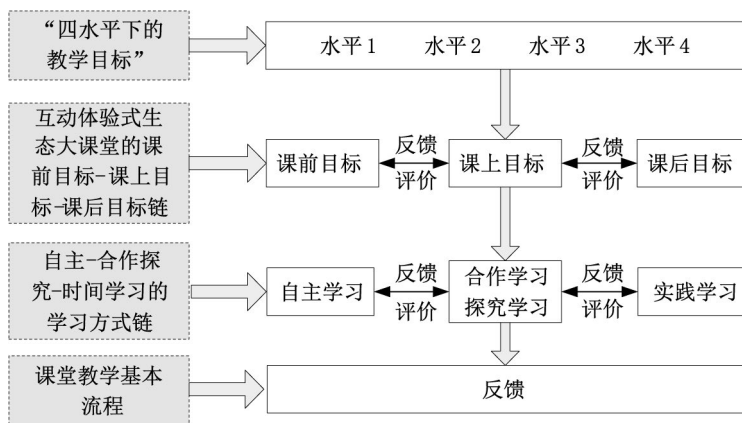 “四水平下的
教学目标”
水平1 水平2 水平3 水平4
互动体验式生
态大课堂的课
前目标-课上目
标-课后目标链
课前目标
反馈
评价
课上目标
反馈
评价
课后目标
自主-合作探
究-时间学习的
学习方式链
自主学习
反馈
评价
合作学习
探究学习
反馈
评价
实践学习
课堂教学基本
流程
反馈